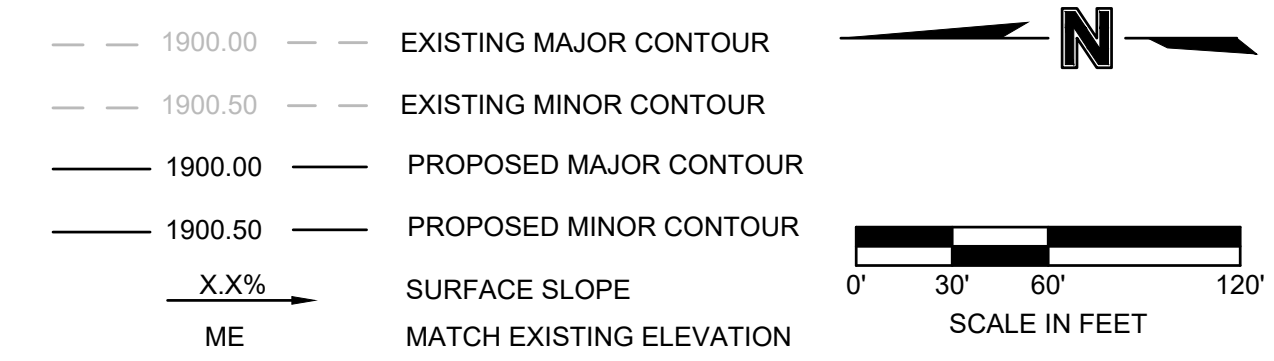 1900.00 EXISTING MAJOR CONTOUR
1900.50 EXISTING MINOR CONTOUR
1900.00 PROPOSED MAJOR CONTOUR
1900.50 PROPOSED MINOR CONTOUR
X.X% SURFACE SLOPE
ME MATCH EXISTING ELEVATION
N
0' 30' 60' 120'
SCALE IN FEET